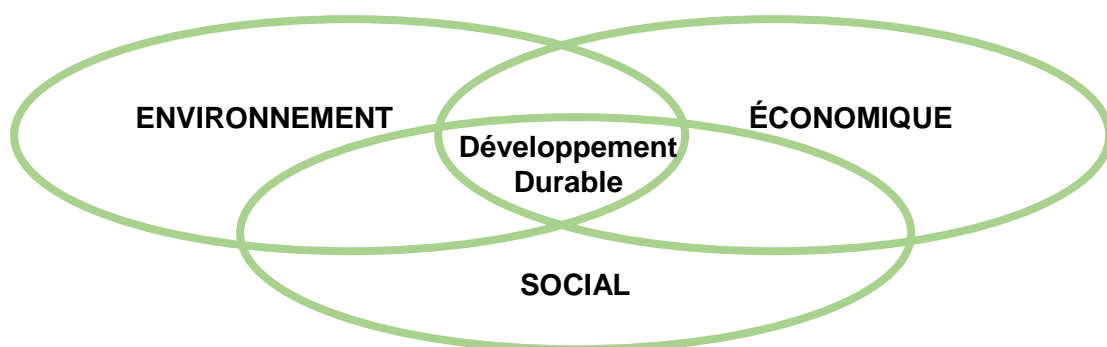 ENVIRONNEMENT
ÉCONOMIQUE
Développement
Durable
SOCIAL